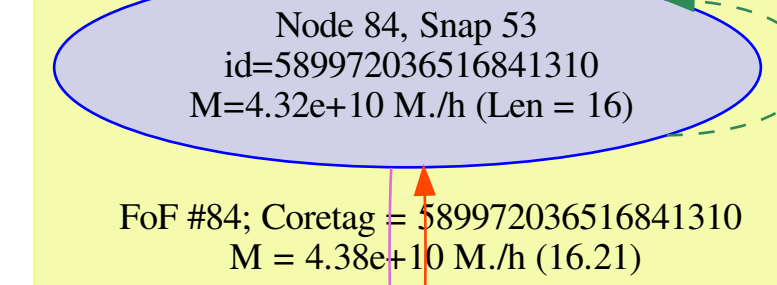 Node 84, Snap 53
id=589972036516841310
M=4.32e+10 M./h (Len = 16)
FoF #84; Coretag = 589972036516841310
M = 4.38e+10 M./h (16.21)